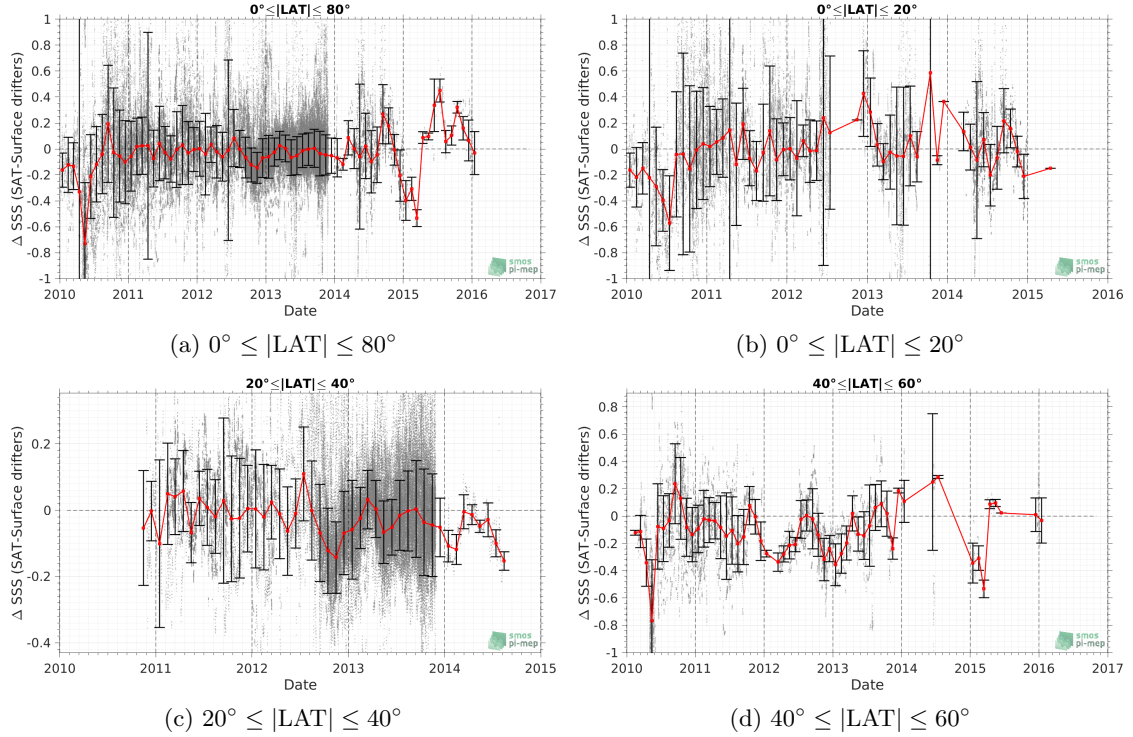 0°≤|LAT|≤ 80°
Δ SSS (SAT-Surface drifters)
1
0.8
0.6
0.4
0.2
0
-0.2
-0.4
-0.6
-0.8
-1
2010 2011 2012 2013 2014 2015 2016 2017
Date
smos
pi-mep
(a) 0° ≤ |LAT| ≤ 80°
0°≤|LAT|≤ 20°
Δ SSS (SAT-Surface drifters)
1
0.8
0.6
0.4
0.2
0
-0.2
-0.4
-0.6
-0.8
-1
2010 2011 2012 2013 2014 2015 2016
Date
smos
pi-mep
(b) 0° ≤ |LAT| ≤ 20°
20°≤|LAT|≤ 40°
Δ SSS (SAT-Surface drifters)
0.2
0
-0.2
-0.4
2010 2011 2012 2013 2014 2015
Date
smos
pi-mep
(c) 20° ≤ |LAT| ≤ 40°
40°≤|LAT|≤ 60°
Δ SSS (SAT-Surface drifters)
0.8
0.6
0.4
0.2
0
-0.2
-0.4
-0.6
-0.8
-1
2010 2011 2012 2013 2014 2015 2016 2017
Date
smos
pi-mep
(d) 40° ≤ |LAT| ≤ 60°